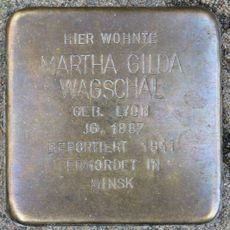 HIER WOHNTE
MARTHA GILDA
WAGSCHAL
GEB. LYON
JG. 1887
DEPORTIERT 1941
ERMORDET IN
MINSK